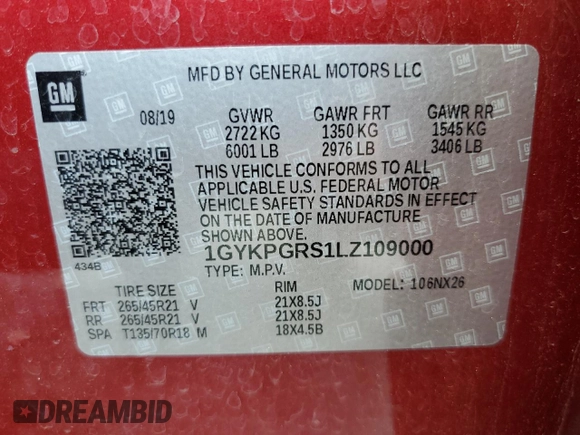 GM
MFD BY GENERAL MOTORS LLC
08/19 GVWR GAWR FRT GAWR RR
2722 KG 1350 KG 1545 KG
6001 LB 2976 LB 3406 LB
THIS VEHICLE CONFORMS TO ALL
APPLICABLE U.S. FEDERAL MOTOR
VEHICLE SAFETY STANDARDS IN EFFECT
ON THE DATE OF MANUFACTURE
SHOWN ABOVE.
434B
1GYKPGRS1LZ109000
TYPE: M.P.V. MODEL: 106NX26
TIRE SIZE RIM
FRT 265/45R21 V 21X8.5J
RR 265/45R21 V 21X8.5J
SPA T135/70R18 M 18X4.5B
DREAMBID